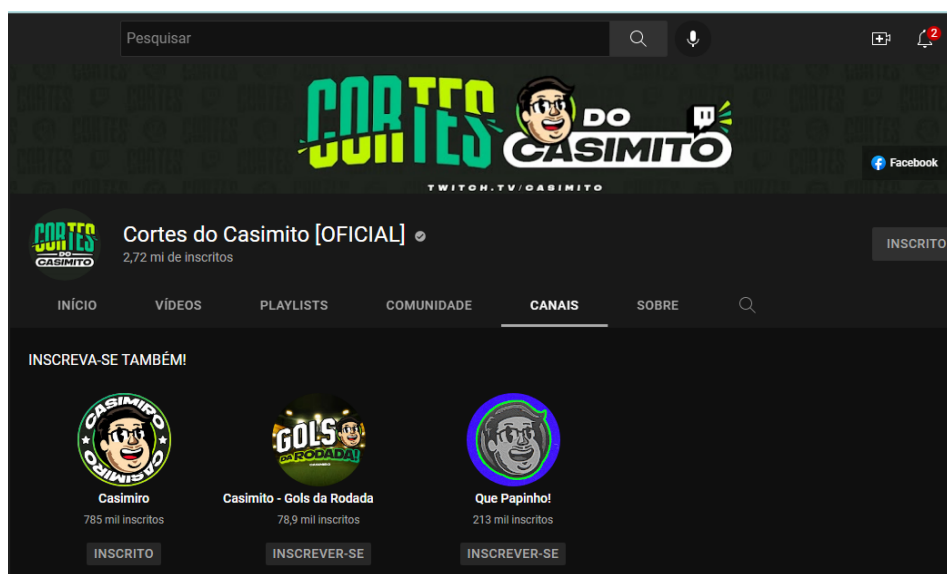 Pesquisar
2
CORTES
DO
CASIMITO
TWITCH.TV/CASIMITO
Facebook
CORTES
DO
CASIMITO
Cortes do Casimito [OFICIAL]
2,72 mi de inscritos
INSCRITO
INÍCIO VÍDEOS PLAYLISTS COMUNIDADE CANAIS SOBRE
INSCREVA-SE TAMBÉM!
CASIMIRO
CASIMIRO
GOLS
DA RODADA!
Casimiro Casimito - Gols da Rodada Que Papinho!
785 mil inscritos 78,9 mil inscritos 213 mil inscritos
INSCRITO INSCREVER-SE INSCREVER-SE